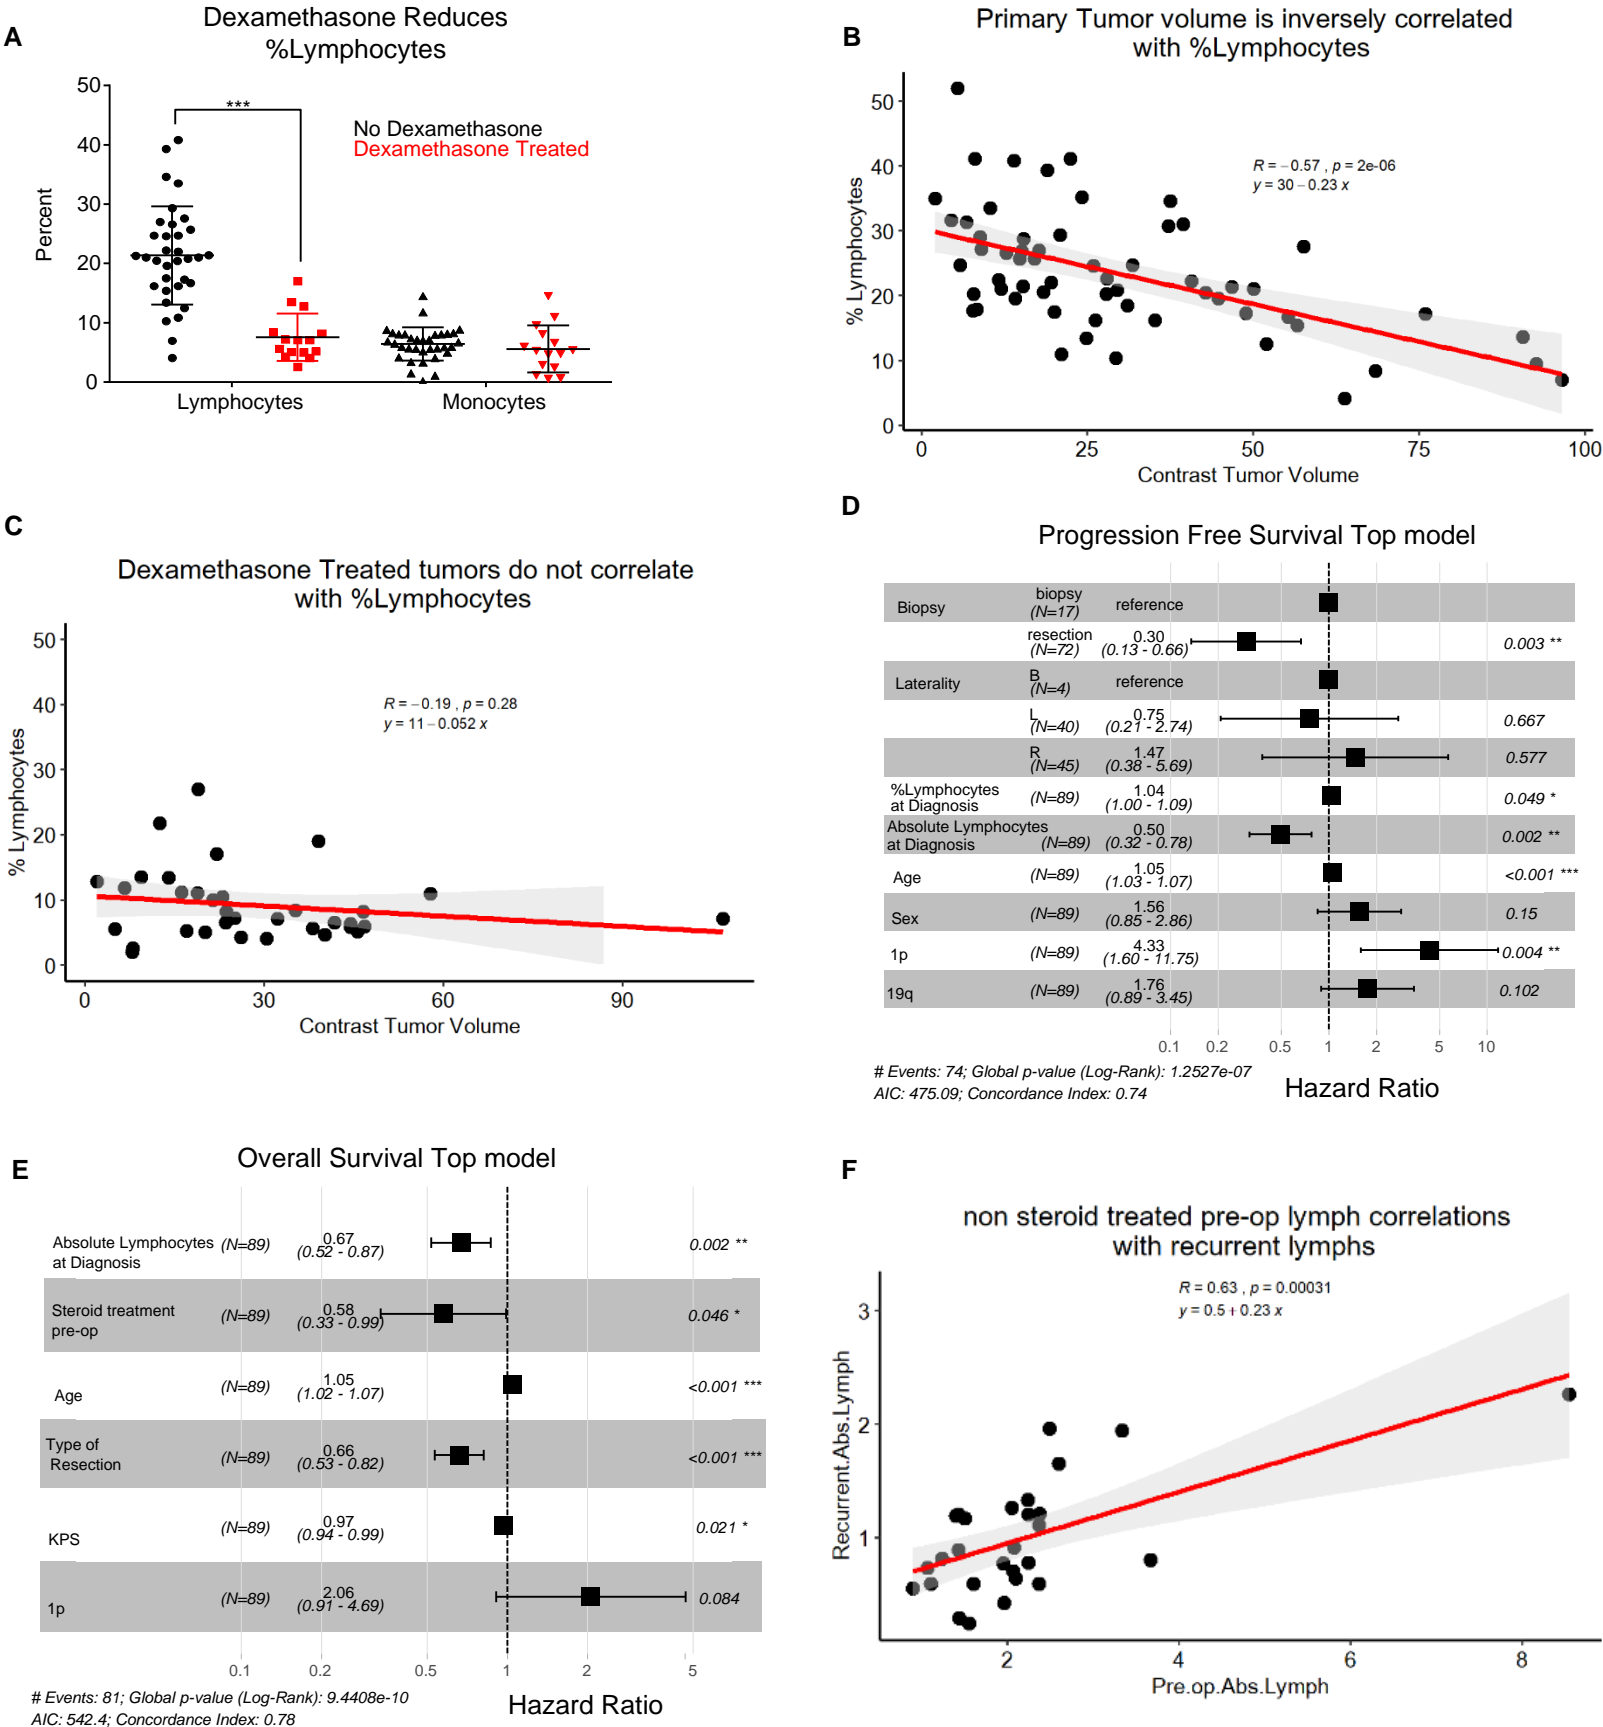 A
Dexamethasone Reduces
%Lymphocytes
50
40
30
20
10
0
Percent
***
No Dexamethasone
Dexamethasone Treated
Lymphocytes
Monocytes
B
Primary Tumor volume is inversely correlated
with %Lymphocytes
50
40
30
20
10
0
% Lymphocytes
R = −0.57 , p = 2e-06
y = 30 − 0.23 x
0
25
50
75
100
Contrast Tumor Volume
C
Dexamethasone Treated tumors do not correlate
with %Lymphocytes
50
40
30
20
10
0
% Lymphocytes
R = −0.19 , p = 0.28
y = 11 − 0.052 x
0
30
60
90
Contrast Tumor Volume
D
Progression Free Survival Top model
Biopsy
biopsy
(N=17)
reference
resection
(N=72)
0.30
(0.13 - 0.66)
0.003 **
Laterality
B
(N=4)
reference
L
(N=40)
0.75
(0.21 - 2.74)
0.667
R
(N=45)
1.47
(0.38 - 5.69)
0.577
%Lymphocytes
at Diagnosis
(N=89)
1.04
(1.00 - 1.09)
0.049 *
Absolute Lymphocytes
at Diagnosis
(N=89)
0.50
(0.32 - 0.78)
0.002 **
Age
(N=89)
1.05
(1.03 - 1.07)
<0.001 ***
Sex
(N=89)
1.56
(0.85 - 2.86)
0.15
1p
(N=89)
4.33
(1.60 - 11.75)
0.004 **
19q
(N=89)
1.76
(0.89 - 3.45)
0.102
0.1
0.2
0.5
1
2
5
10
# Events: 74; Global p-value (Log-Rank): 1.2527e-07
AIC: 475.09; Concordance Index: 0.74
Hazard Ratio
E
Overall Survival Top model
Absolute Lymphocytes
at Diagnosis
(N=89)
0.67
(0.52 - 0.87)
0.002 **
Steroid treatment
pre-op
(N=89)
0.58
(0.33 - 0.99)
0.046 *
Age
(N=89)
1.05
(1.02 - 1.07)
<0.001 ***
Type of
Resection
(N=89)
0.66
(0.53 - 0.82)
<0.001 ***
KPS
(N=89)
0.97
(0.94 - 0.99)
0.021 *
1p
(N=89)
2.06
(0.91 - 4.69)
0.084
0.1
0.2
0.5
1
2
5
# Events: 81; Global p-value (Log-Rank): 9.4408e-10
AIC: 542.4; Concordance Index: 0.78
Hazard Ratio
F
non steroid treated pre-op lymph correlations
with recurrent lymphs
R = 0.63 , p = 0.00031
y = 0.5 + 0.23 x
3
2
1
Recurrent.Abs.Lymph
2
4
6
8
Pre.op.Abs.Lymph